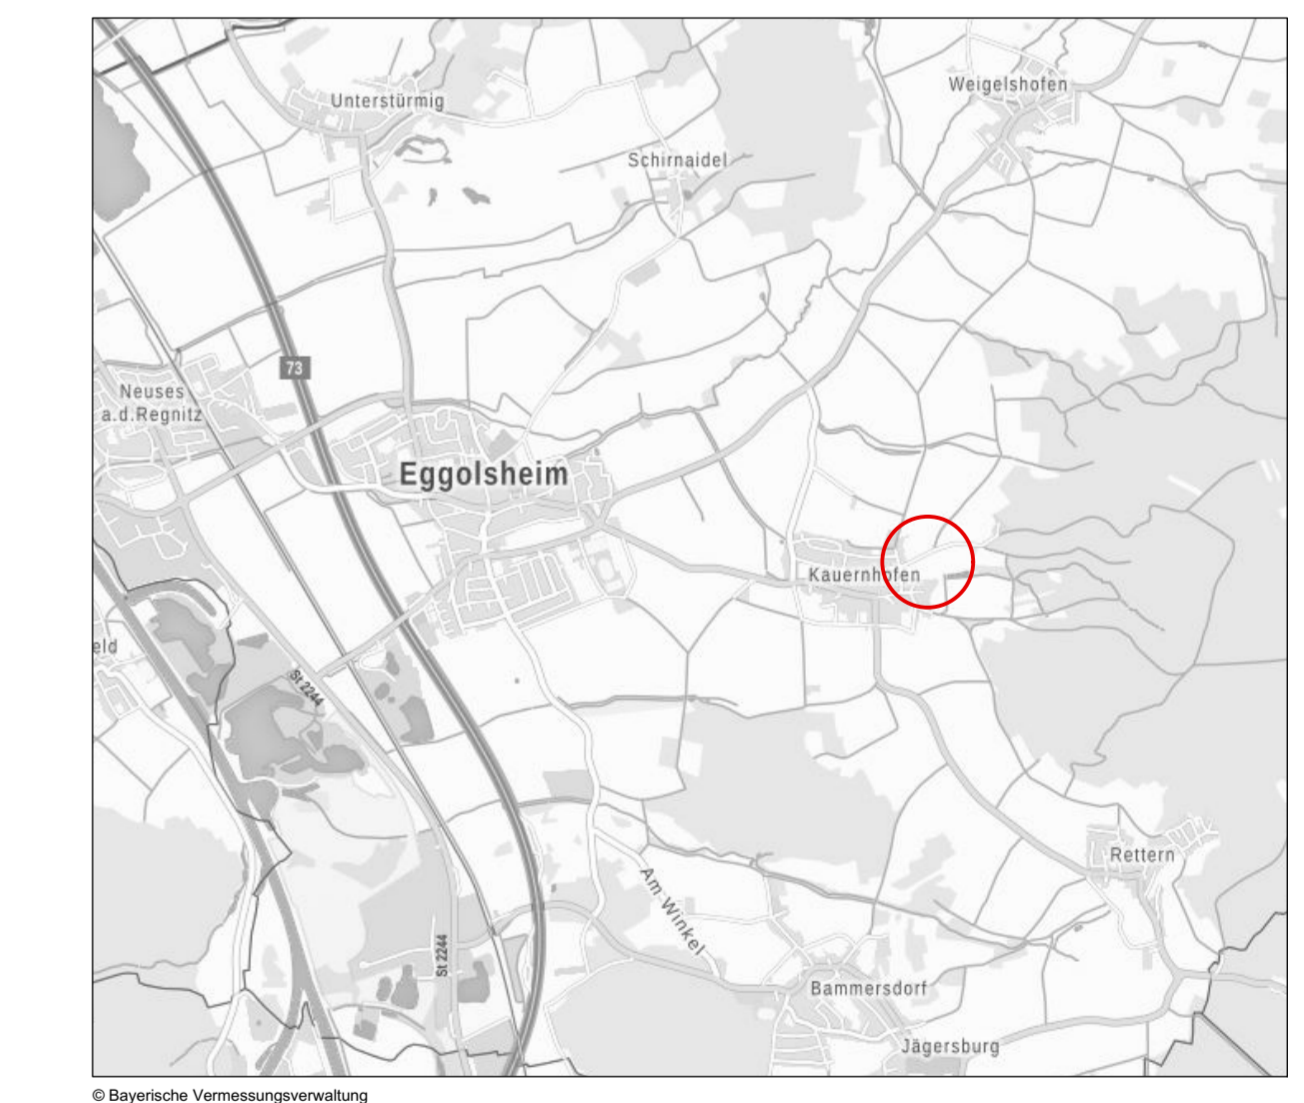 Weigelshofen
Unterstürmig
Schirnaidel
73
Neuses
a.d.Regnitz
Eggolsheim
Kauernhofen
eld
St 2244
Rettern
Am Winkel
St 2244
Bammersdorf
Jägersburg
© Bayerische Vermessungsverwaltung